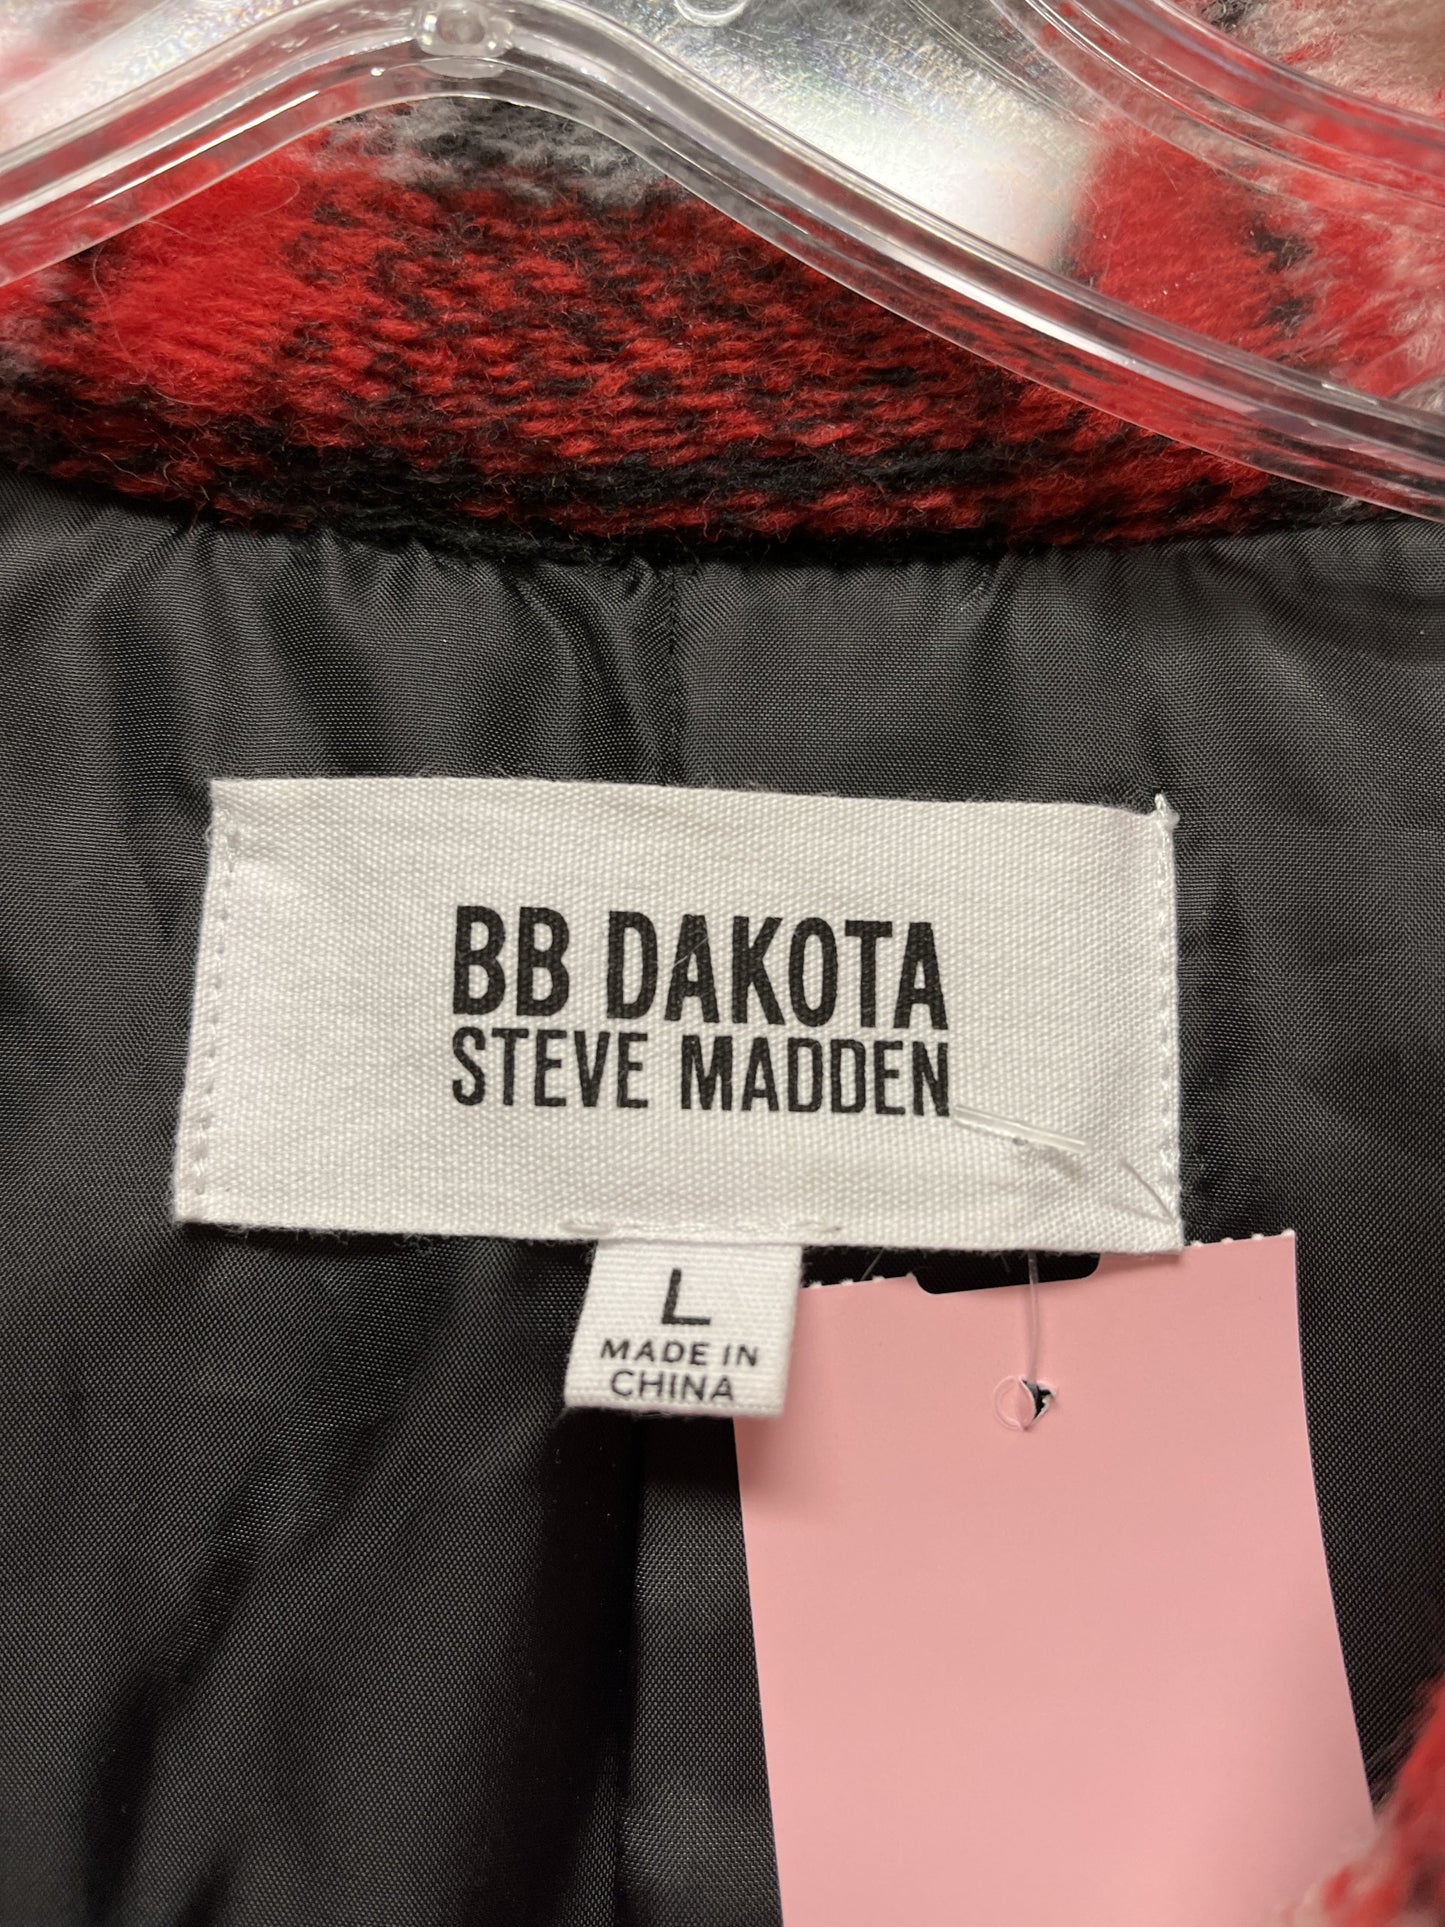 BB DAKOTA
STEVE MADDEN
L
MADE IN
CHINA